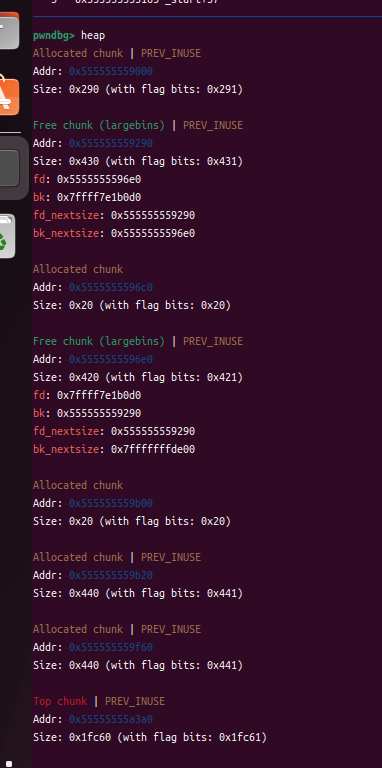 pwndbg> heap
Allocated chunk | PREV_INUSE
Addr: 0x555555559000
Size: 0x290 (with flag bits: 0x291)
Free chunk (largebins) | PREV_INUSE
Addr: 0x555555559290
Size: 0x430 (with flag bits: 0x431)
fd: 0x5555555596e0
bk: 0x7ffff7e1b0d0
fd_nextsize: 0x555555559290
bk_nextsize: 0x5555555596e0
Allocated chunk
Addr: 0x5555555596c0
Size: 0x20 (with flag bits: 0x20)
Free chunk (largebins) | PREV_INUSE
Addr: 0x5555555596e0
Size: 0x420 (with flag bits: 0x421)
fd: 0x7ffff7e1b0d0
bk: 0x555555559290
fd_nextsize: 0x555555559290
bk_nextsize: 0x7fffffffde00
Allocated chunk
Addr: 0x555555559b00
Size: 0x20 (with flag bits: 0x20)
Allocated chunk | PREV_INUSE
Addr: 0x555555559b20
Size: 0x440 (with flag bits: 0x441)
Allocated chunk | PREV_INUSE
Addr: 0x555555559f60
Size: 0x440 (with flag bits: 0x441)
Top chunk | PREV_INUSE
Addr: 0x55555555a3a0
Size: 0x1fc60 (with flag bits: 0x1fc61)